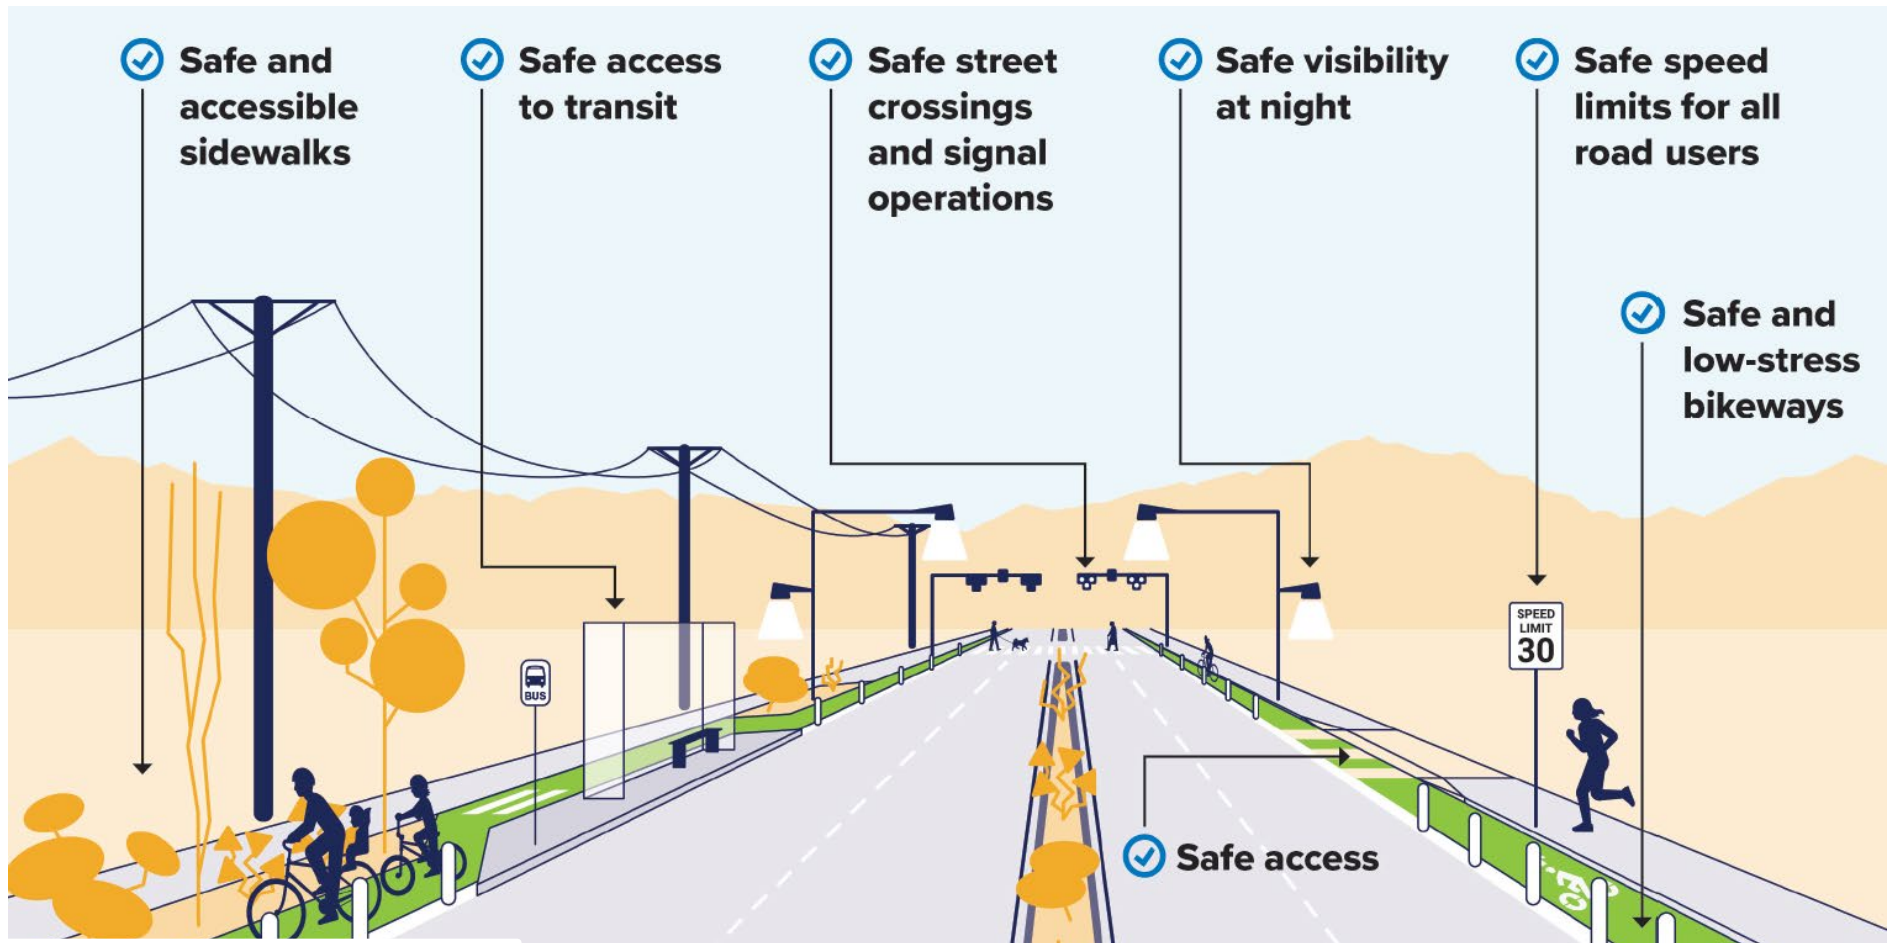 Safe and
accessible
sidewalks
Safe access
to transit
Safe street
crossings
and signal
operations
Safe visibility
at night
Safe speed
limits for all
road users
Safe and
low-stress
bikeways
SPEED
LIMIT
30
BUS
Safe access